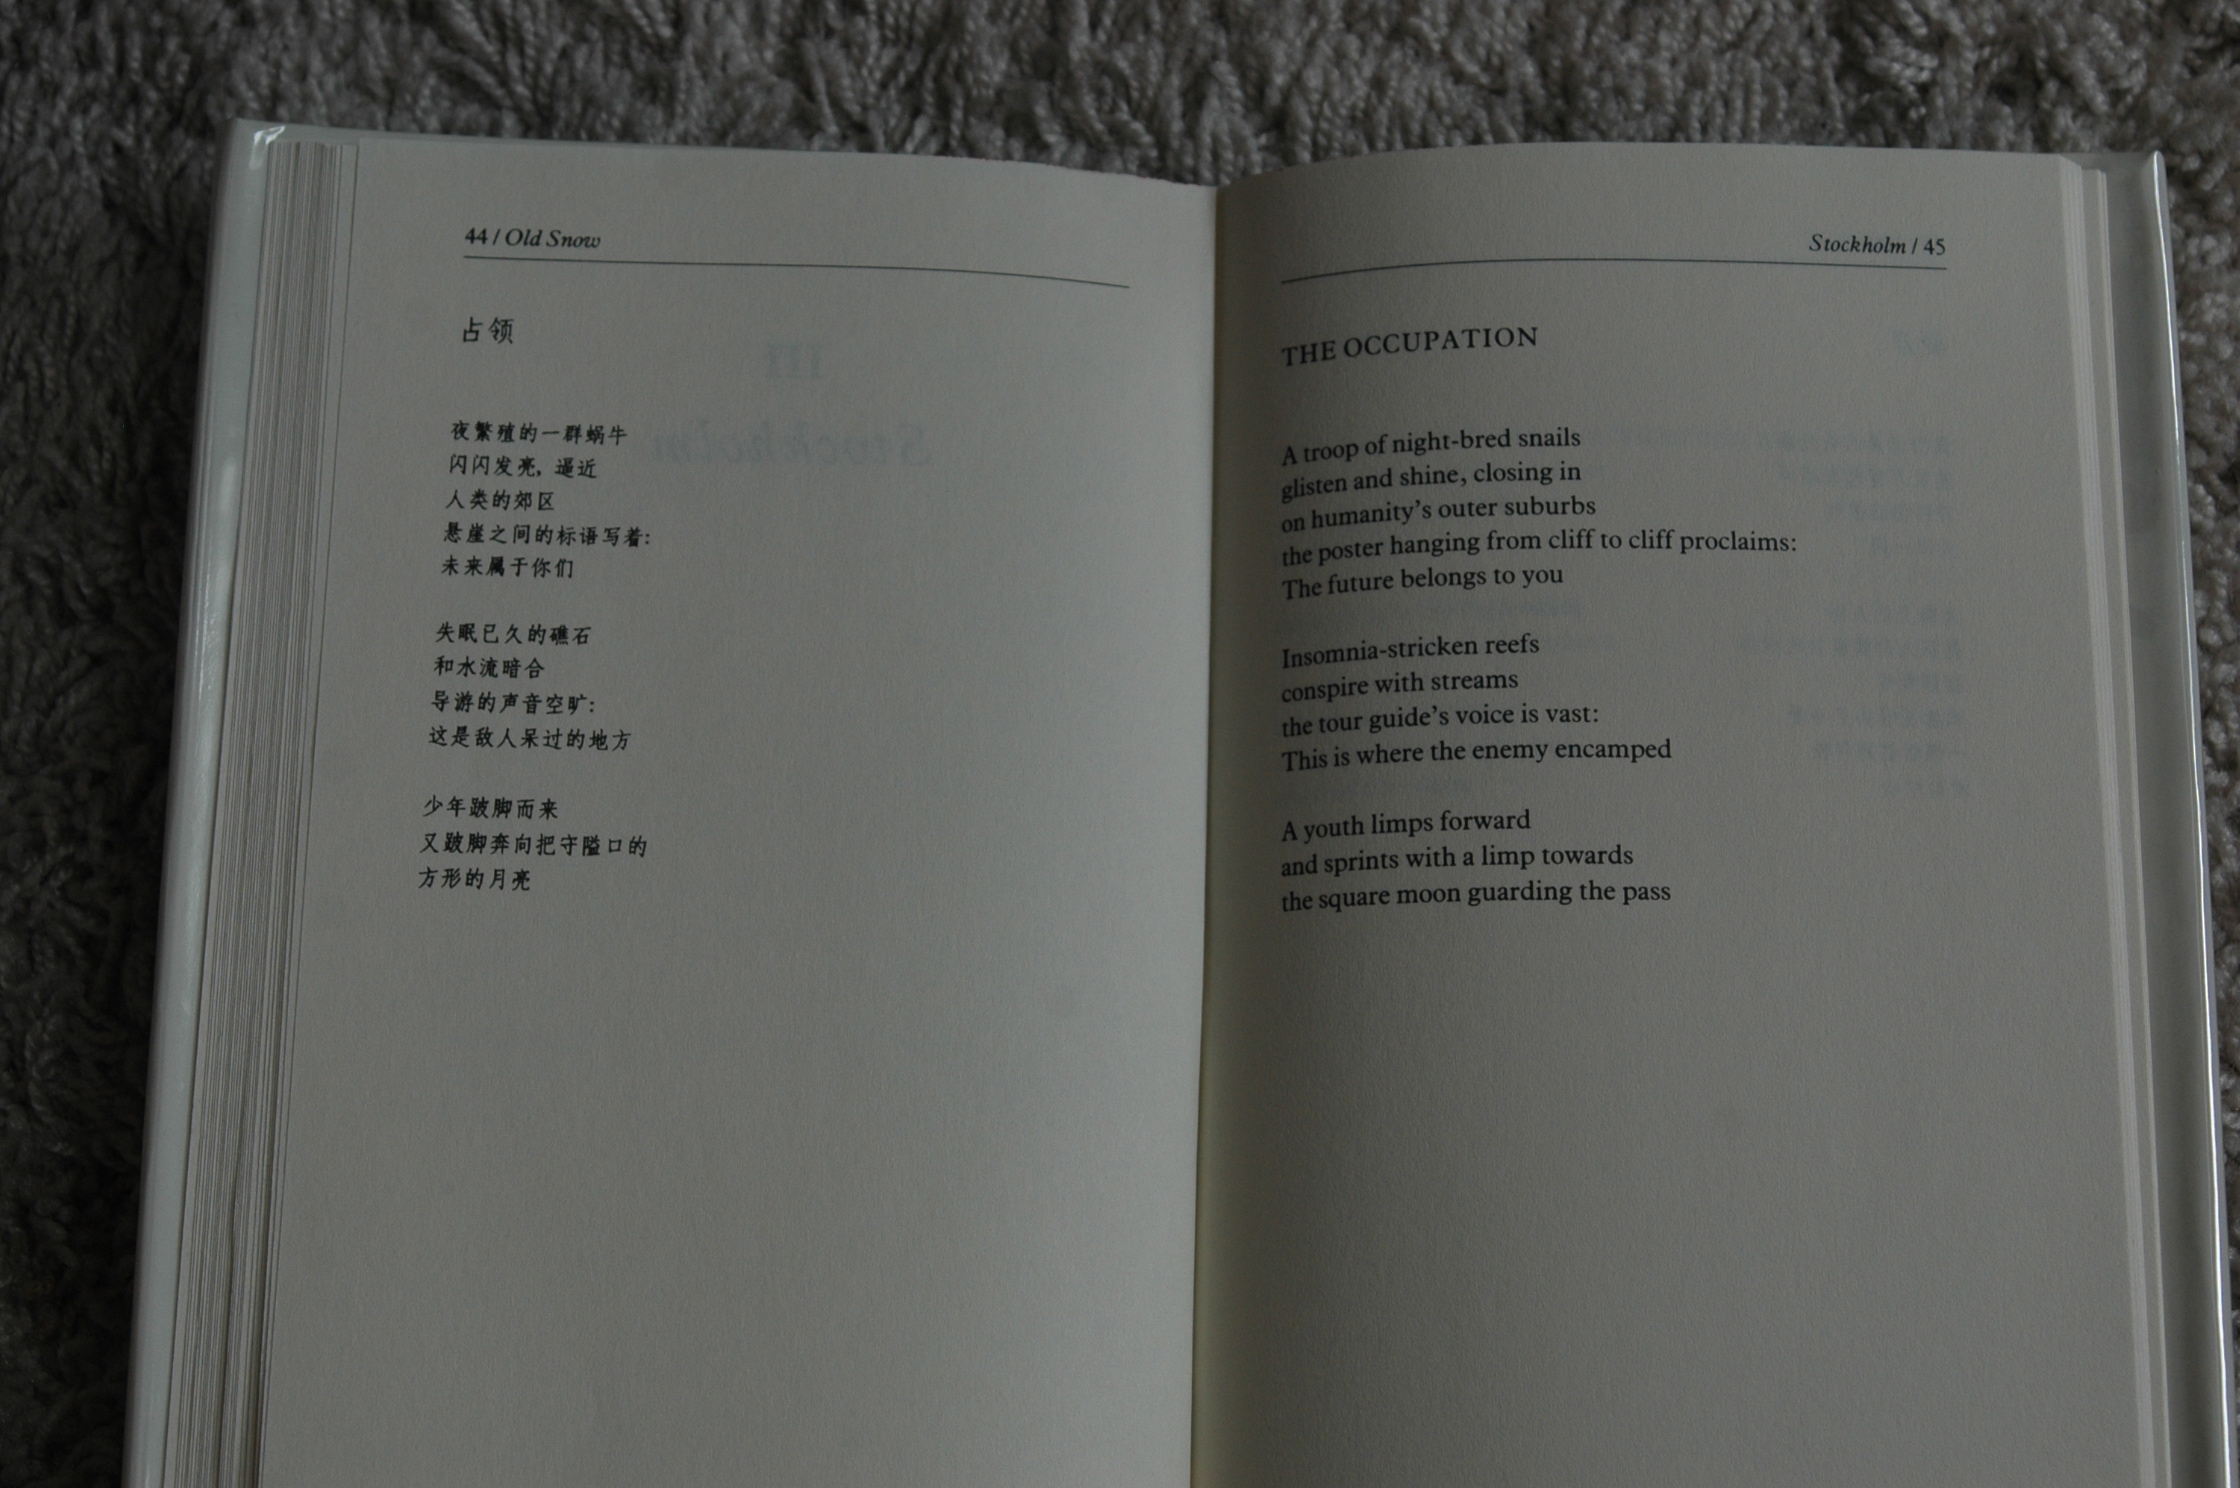 44 / Old Snow
占领
夜繁殖的一群蜗牛
闪闪发亮，逼近
人类的郊区
悬崖之间的标语写着：
未来属于你们
失眠已久的礁石
和水流暗合
导游的声音空旷：
这是敌人呆过的地方
少年跛脚而来
又跛脚奔向把守隘口的
方形的月亮
Stockholm / 45
THE OCCUPATION
A troop of night-bred snails
glisten and shine, closing in
on humanity's outer suburbs
the poster hanging from cliff to cliff proclaims:
The future belongs to you
Insomnia-stricken reefs
conspire with streams
the tour guide's voice is vast:
This is where the enemy encamped
A youth limps forward
and sprints with a limp towards
the square moon guarding the pass